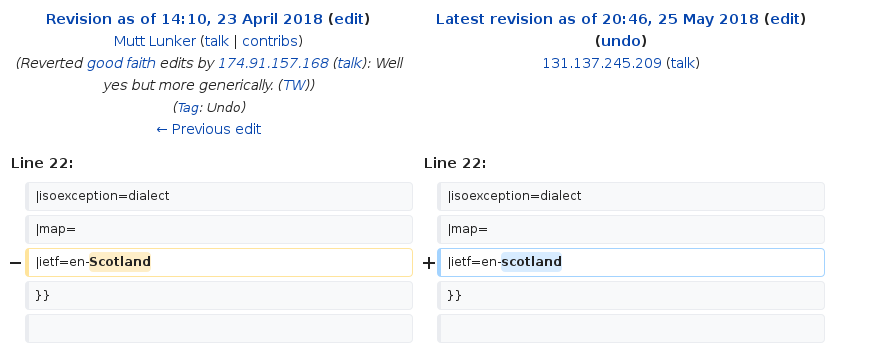 Revision as of 14:10, 23 April 2018 (edit)
Mutt Lunker (talk | contribs)
(Reverted good faith edits by 174.91.157.168 (talk): Well
yes but more generically. (TW))
(Tag: Undo)
← Previous edit
Latest revision as of 20:46, 25 May 2018 (edit)
(undo)
131.137.245.209 (talk)
Line 22:
Line 22:
|isoexception=dialect
|isoexception=dialect
|map=
|map=
− |ietf=en-Scotland
+ |ietf=en-scotland
}}
}}